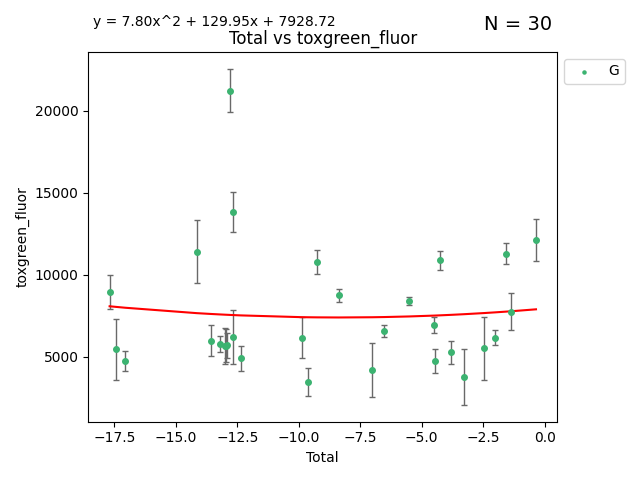 y = 7.80x^2 + 129.95x + 7928.72
N = 30
Total vs toxgreen_fluor
G
20000
15000
10000
5000
toxgreen_fluor
−17.5 −15.0 −12.5 −10.0 −7.5 −5.0 −2.5 0.0
Total